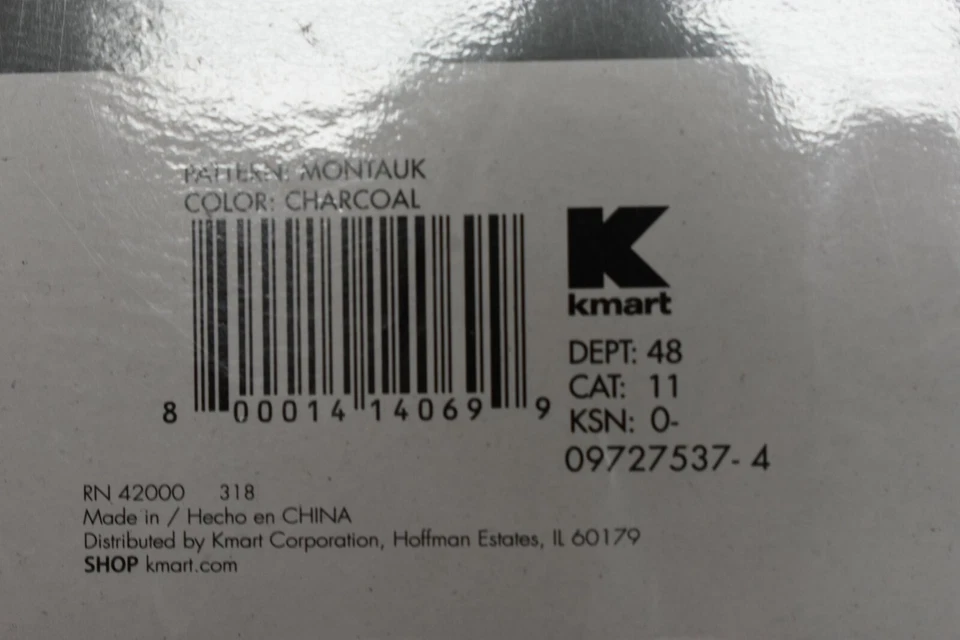 PATTERN: MONTAUK
COLOR: CHARCOAL
8 00014 14069 9
kmart
DEPT: 48
CAT: 11
KSN: 0-
09727537- 4
RN 42000 318
Made in / Hecho en CHINA
Distributed by Kmart Corporation, Hoffman Estates, IL 60179
SHOP kmart.com